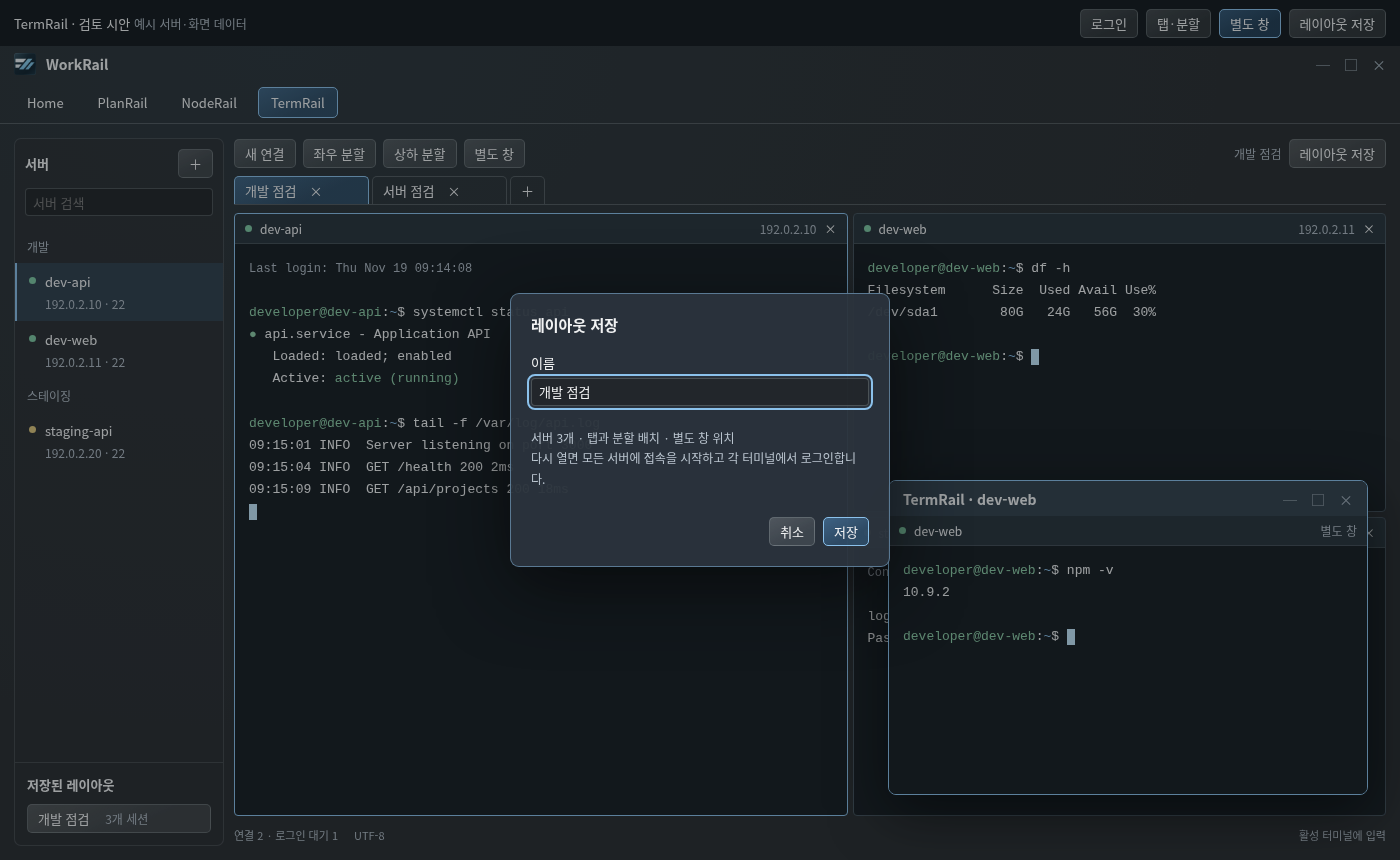 TermRail · 검토 시안 예시 서버·화면 데이터
로그인
탭·분할
별도 창
레이아웃 저장
WorkRail
Home
PlanRail
NodeRail
TermRail
서버
서버 검색
개발
dev-api
192.0.2.10 · 22
dev-web
192.0.2.11 · 22
스테이징
staging-api
192.0.2.20 · 22
저장된 레이아웃
개발 점검 3개 세션
새 연결
좌우 분할
상하 분할
별도 창
개발 점검
레이아웃 저장
개발 점검
서버 점검
dev-api 192.0.2.10
Last login: Thu Nov 19 09:14:08
developer@dev-api:~$ systemctl sta
● api.service - Application API
Loaded: loaded; enabled
Active: active (running)
developer@dev-api:~$ tail -f /var/log/api.log
09:15:01 INFO Server listening on
09:15:04 INFO GET /health 200 2ms
09:15:09 INFO GET /api/projects 200 18ms
dev-web 192.0.2.11
developer@dev-web:~$ df -h
Filesystem Size Used Avail Use%
/dev/sda1 80G 24G 56G 30%
developer@dev-web:~$
Con
log
Pas
레이아웃 저장
이름
개발 점검
서버 3개 · 탭과 분할 배치 · 별도 창 위치
다시 열면 모든 서버에 접속을 시작하고 각 터미널에서 로그인합니
다.
취소
저장
TermRail · dev-web
dev-web 별도 창
developer@dev-web:~$ npm -v
10.9.2
developer@dev-web:~$
연결 2 · 로그인 대기 1 UTF-8
활성 터미널에 입력